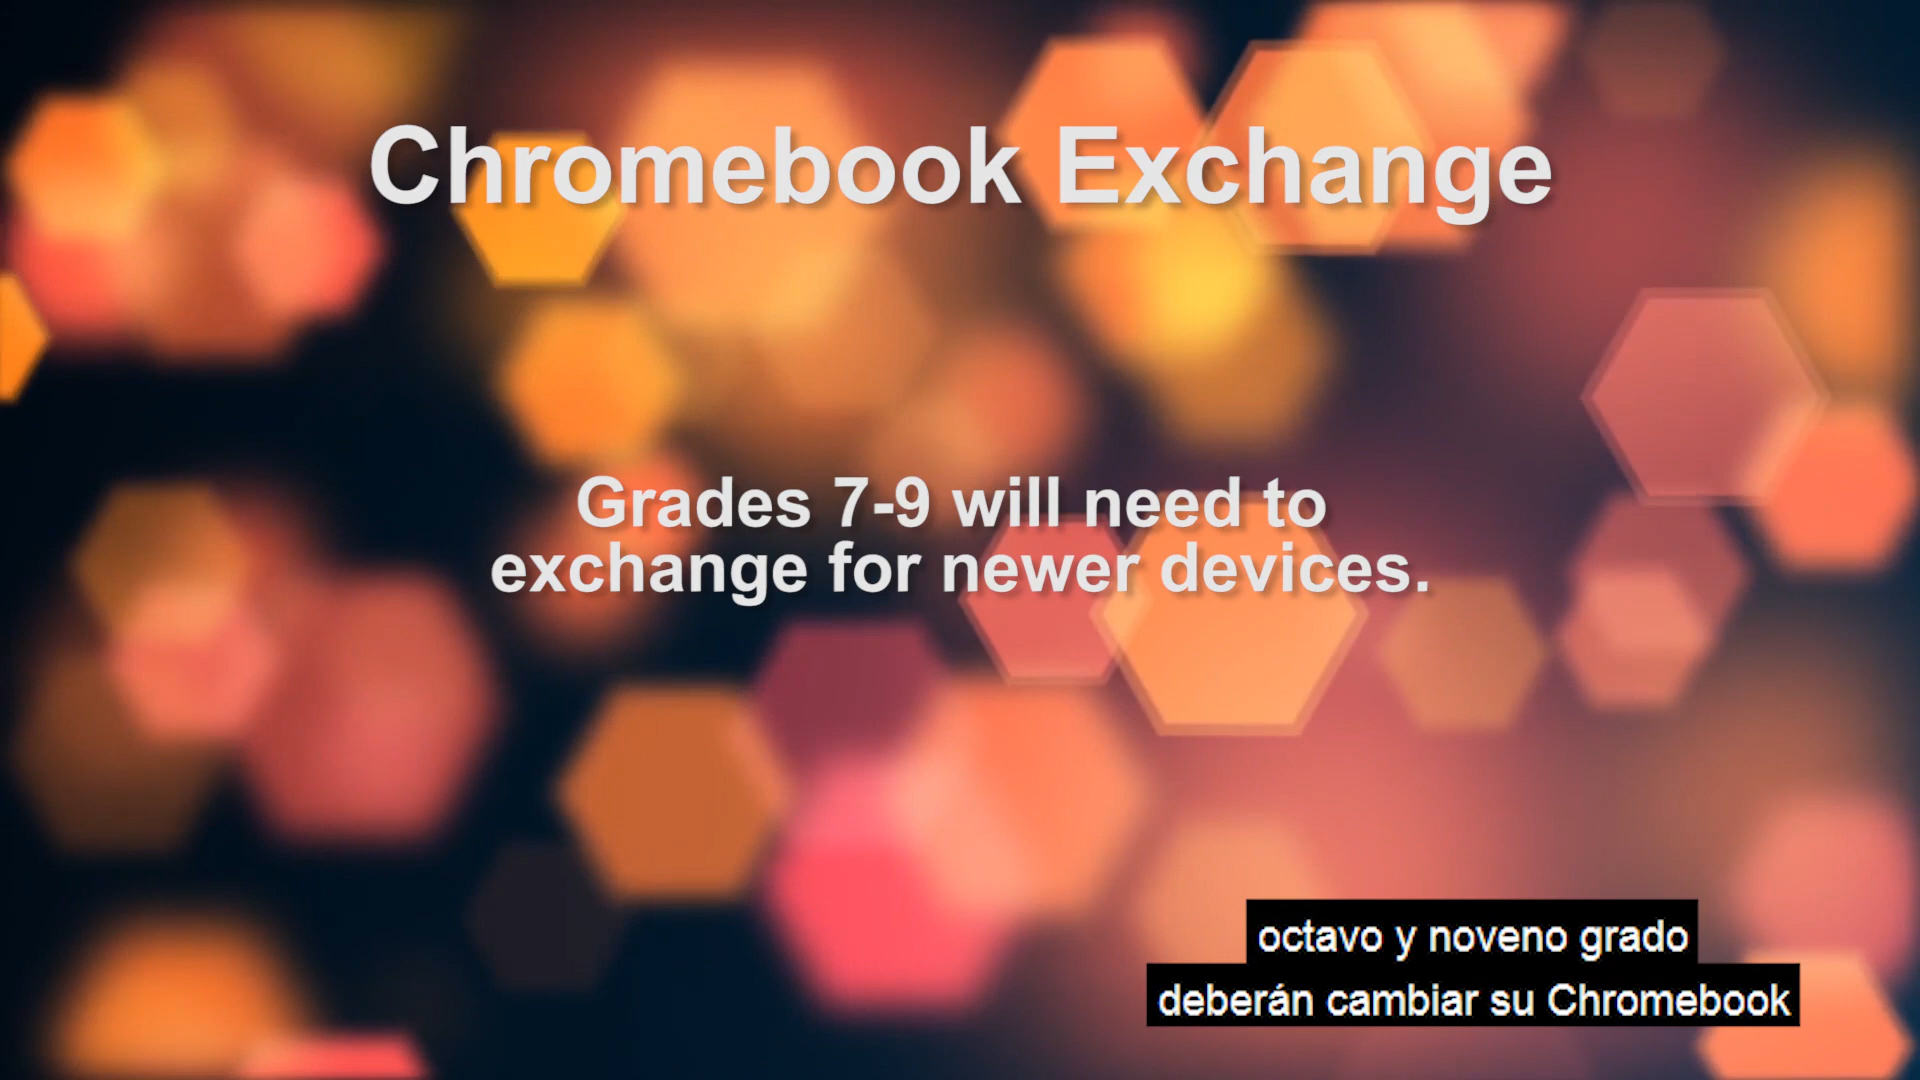 Chromebook Exchange
Grades 7-9 will need to
exchange for newer devices.
octavo y noveno grado
deberán cambiar su Chromebook